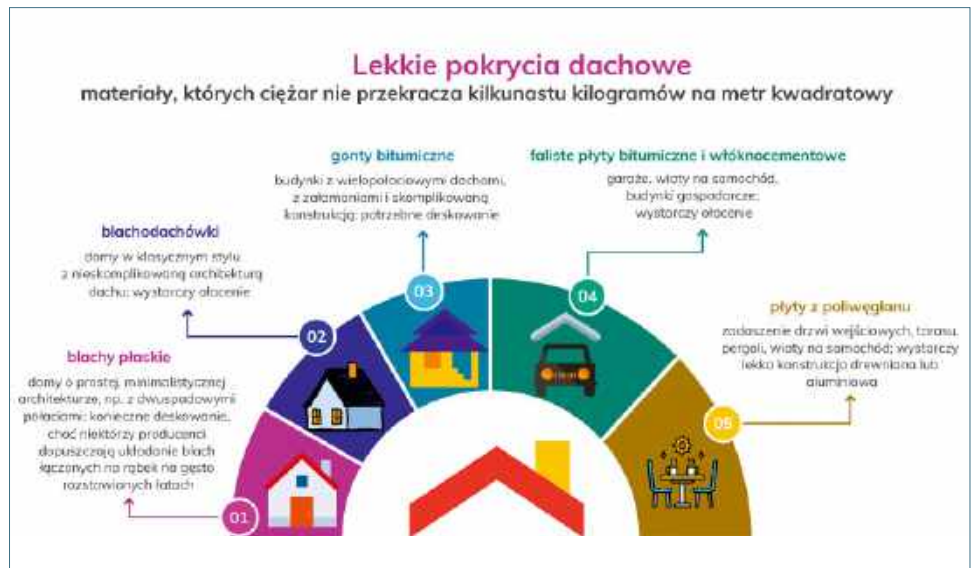 Lekkie pokrycia dachowe
materiały, których ciężar nie przekracza kilkunastu kilogramów na metr kwadratowy
01
blachy płaskie
domy o prostej, minimalistycznej
architekturze, np. z dwuspadowymi
połaciami; konieczne deskowanie,
choć niektórzy producenci
dopuszczają układanie blach
łączonych na rąbek na gęsto
rozstawionych łatach
02
blachodachówki
domy w klasycznym stylu
z nieskomplikowaną architekturą
dachu; wystarczy ołacenie
03
gonty bitumiczne
budynki z wielopołaciowymi dachami,
z załamaniami i skomplikowaną
konstrukcją; potrzebne deskowanie
04
faliste płyty bitumiczne i włóknocementowe
garaże, wiaty na samochód,
budynki gospodarcze;
wystarczy ołacenie
05
płyty z poliwęglanu
zadaszenie drzwi wejściowych, tarasu,
pergoli, wiaty na samochód; wystarczy
lekka konstrukcja drewniana lub
aluminiowa